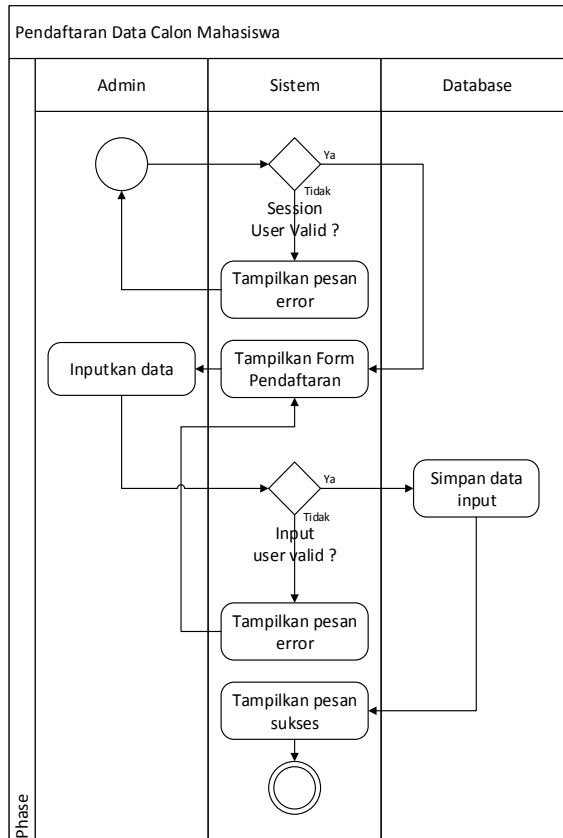 Pendaftaran Data Calon Mahasiswa
Admin
Sistem
Database
Ya
Tidak
Session
User Valid ?
Tampilkan pesan
error
Inputkan data
Tampilkan Form
Pendaftaran
Ya
Simpan data
input
Tidak
Input
user valid ?
Tampilkan pesan
error
Tampilkan pesan
sukses
Phase